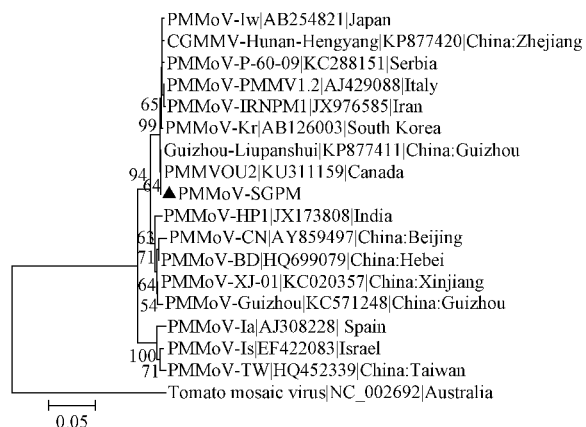 PMMoV-Iw|AB254821|Japan
CGMMV-Hunan-Hengyang|KP877420|China:Zhejiang
PMMoV-P-60-09|KC288151|Serbia
PMMoV-PMMV1.2|AJ429088|Italy
65
PMMoV-IRNPM1|JX976585|Iran
99
PMMoV-Kr|AB126003|South Korea
Guizhou-Liupanshui|KP877411|China:Guizhou
94
PMMVOU2|KU311159|Canada
64
▲PMMoV-SGPM
PMMoV-HP1|JX173808|India
63
PMMoV-CN|AY859497|China:Beijing
71
PMMoV-BD|HQ699079|China:Hebei
64
PMMoV-XJ-01|KC020357|China:Xinjiang
54
PMMoV-Guizhou|KC571248|China:Guizhou
PMMoV-Ia|AJ308228| Spain
100
PMMoV-Is|EF422083|Israel
71
PMMoV-TW|HQ452339|China:Taiwan
Tomato mosaic virus|NC_002692|Australia
0.05